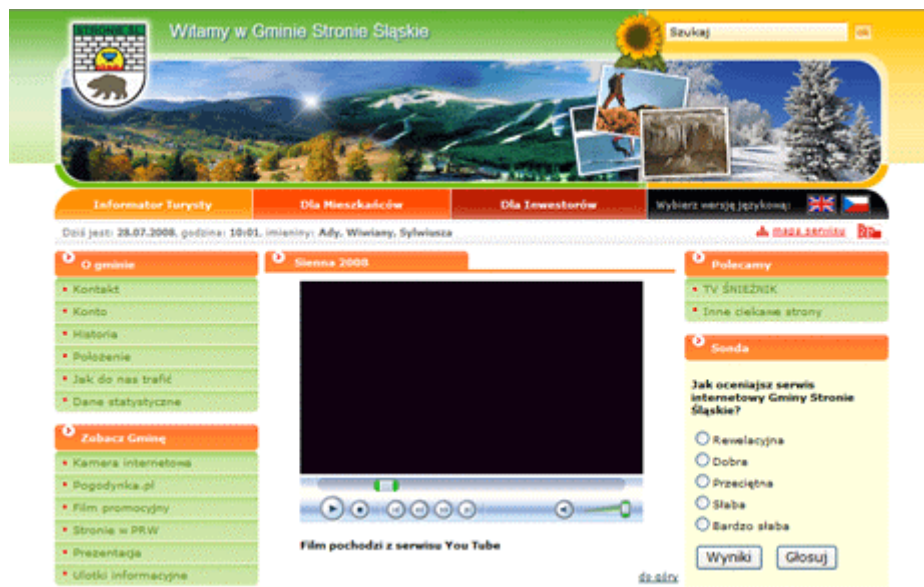 STRONIE ŚL.
Witamy w Gminie Stronie Śląskie
Szukaj
ok
Informator Turysty
Dla Mieszkańców
Dla Inwestorów
Wybierz wersję językową:
Dziś jest: 28.07.2008, godzina: 10:01, imieniny: Ady, Wiwiany, Sylwiusza
mapa serwisu
O gminie
Kontakt
Konto
Historia
Położenie
Jak do nas trafić
Dane statystyczne
Zobacz Gminę
Kamera internetowa
Pogodynka.pl
Film promocyjny
Stronie w PRW
Prezentacja
Ulotki informacyjne
Sienna 2008
Film pochodzi z serwisu You Tube
do góry
Polecamy
TV ŚNIEŻNIK
Inne ciekawe strony
Sonda
Jak oceniajsz serwis
internetowy Gminy Stronie
Śląskie?
Rewelacyjna
Dobra
Przeciętna
Słaba
Bardzo słaba
Wyniki
Głosuj